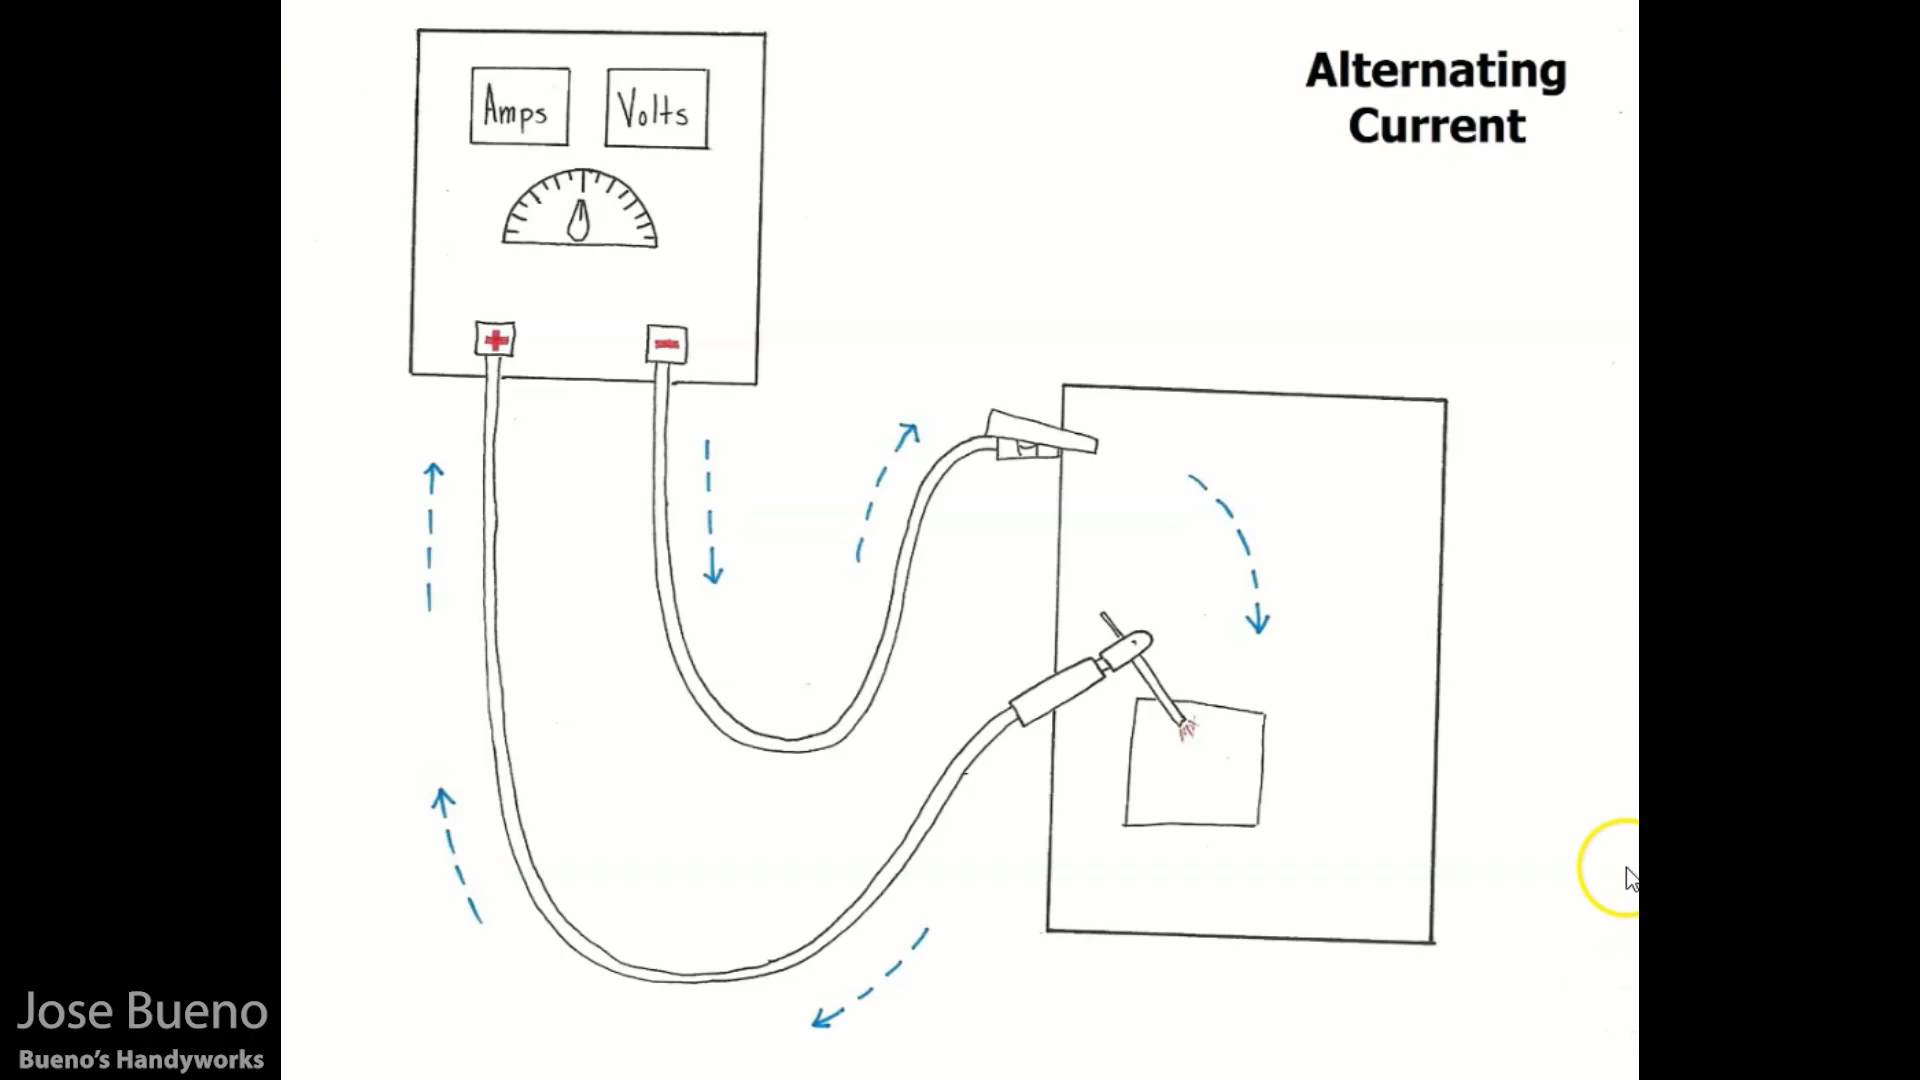 Alternating
Current
Amps
Volts
+
-
Jose Bueno
Bueno's Handyworks